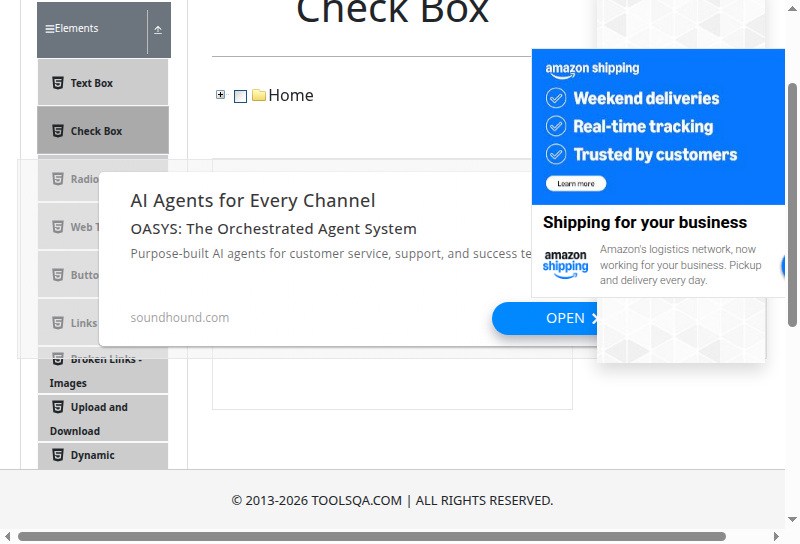 Check Box
Elements
Text Box
Check Box
Radio
Web T
Butto
Links
Broken Links -
Images
Upload and
Download
Dynamic
Home
AI Agents for Every Channel
OASYS: The Orchestrated Agent System
Purpose-built AI agents for customer service, support, and success te
soundhound.com
OPEN
amazon shipping
Weekend deliveries
Real-time tracking
Trusted by customers
Learn more
Shipping for your business
amazon
shipping
Amazon's logistics network, now
working for your business. Pickup
and delivery every day.
© 2013-2026 TOOLSQA.COM | ALL RIGHTS RESERVED.